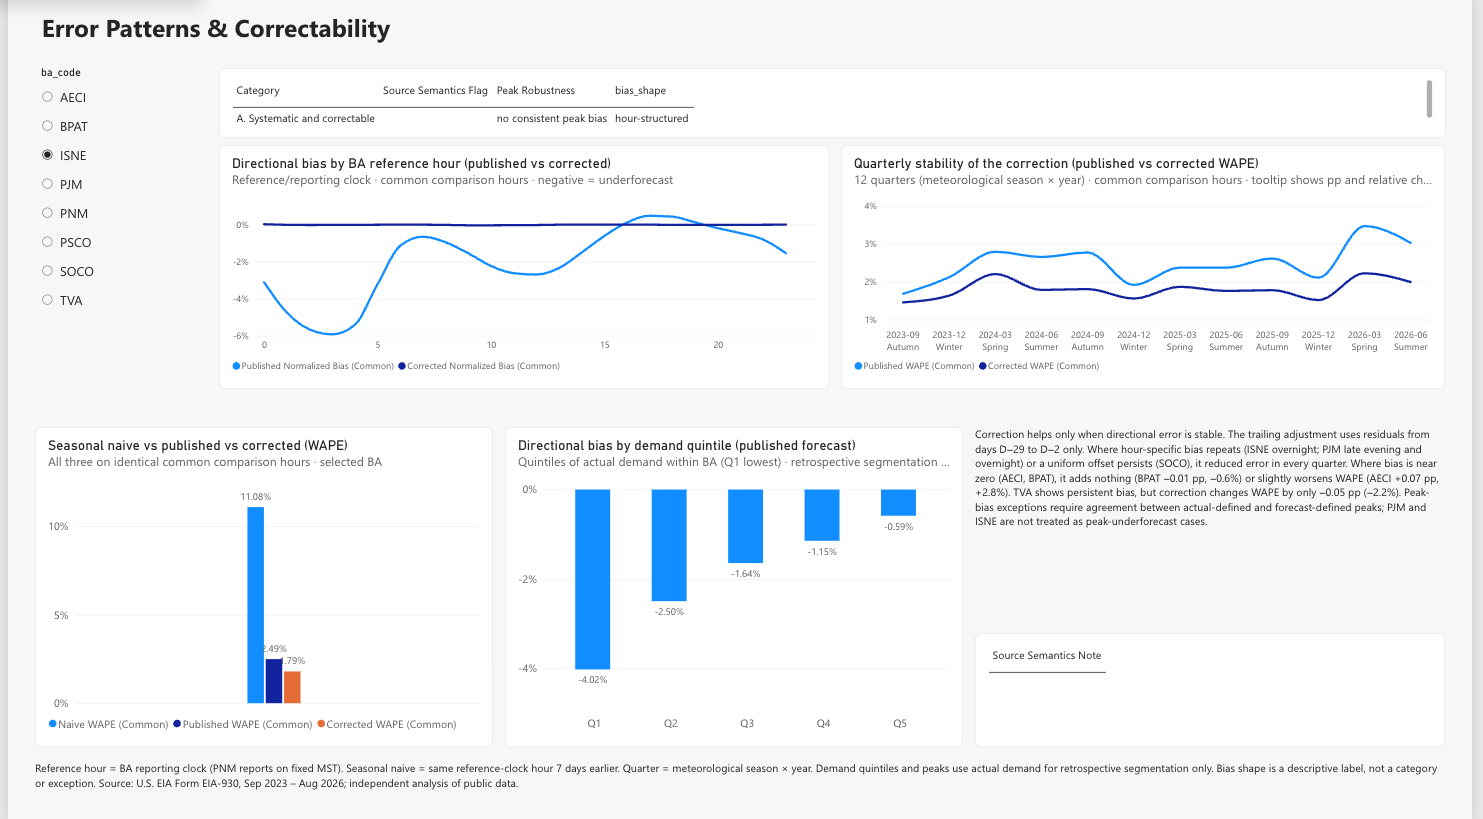 Error Patterns & Correctability
ba_code
AECI
BPAT
ISNE
PJM
PNM
PSCO
SOCO
TVA
Category Source Semantics Flag Peak Robustness bias_shape
A. Systematic and correctable no consistent peak bias hour-structured
Directional bias by BA reference hour (published vs corrected)
Reference/reporting clock · common comparison hours · negative = underforecast
0%
-2%
-4%
-6%
0 5 10 15 20
Published Normalized Bias (Common) Corrected Normalized Bias (Common)
Quarterly stability of the correction (published vs corrected WAPE)
12 quarters (meteorological season × year) · common comparison hours · tooltip shows pp and relative ch...
4%
3%
2%
1%
2023-09 2023-12 2024-03 2024-06 2024-09 2024-12 2025-03 2025-06 2025-09 2025-12 2026-03 2026-06
Autumn Winter Spring Summer Autumn Winter Spring Summer Autumn Winter Spring Summer
Published WAPE (Common) Corrected WAPE (Common)
Seasonal naive vs published vs corrected (WAPE)
All three on identical common comparison hours · selected BA
11.08%
10%
5%
2.49%
.79%
0%
Naive WAPE (Common) Published WAPE (Common) Corrected WAPE (Common)
Directional bias by demand quintile (published forecast)
Quintiles of actual demand within BA (Q1 lowest) · retrospective segmentation ...
0%
-0.59%
-1.15%
-1.64%
-2%
-2.50%
-4%
-4.02%
Q1 Q2 Q3 Q4 Q5
Correction helps only when directional error is stable. The trailing adjustment uses residuals from
days D−29 to D−2 only. Where hour-specific bias repeats (ISNE overnight; PJM late evening and
overnight) or a uniform offset persists (SOCO), it reduced error in every quarter. Where bias is near
zero (AECI, BPAT), it adds nothing (BPAT −0.01 pp, −0.6%) or slightly worsens WAPE (AECI +0.07 pp,
+2.8%). TVA shows persistent bias, but correction changes WAPE by only −0.05 pp (−2.2%). Peak-
bias exceptions require agreement between actual-defined and forecast-defined peaks; PJM and
ISNE are not treated as peak-underforecast cases.
Source Semantics Note
Reference hour = BA reporting clock (PNM reports on fixed MST). Seasonal naive = same reference-clock hour 7 days earlier. Quarter = meteorological season × year. Demand quintiles and peaks use actual demand for retrospective segmentation only. Bias shape is a descriptive label, not a category
or exception. Source: U.S. EIA Form EIA-930, Sep 2023 – Aug 2026; independent analysis of public data.